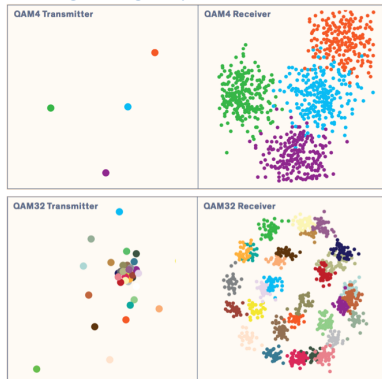 QAM4 Transmitter
QAM4 Receiver
QAM32 Transmitter
QAM32 Receiver